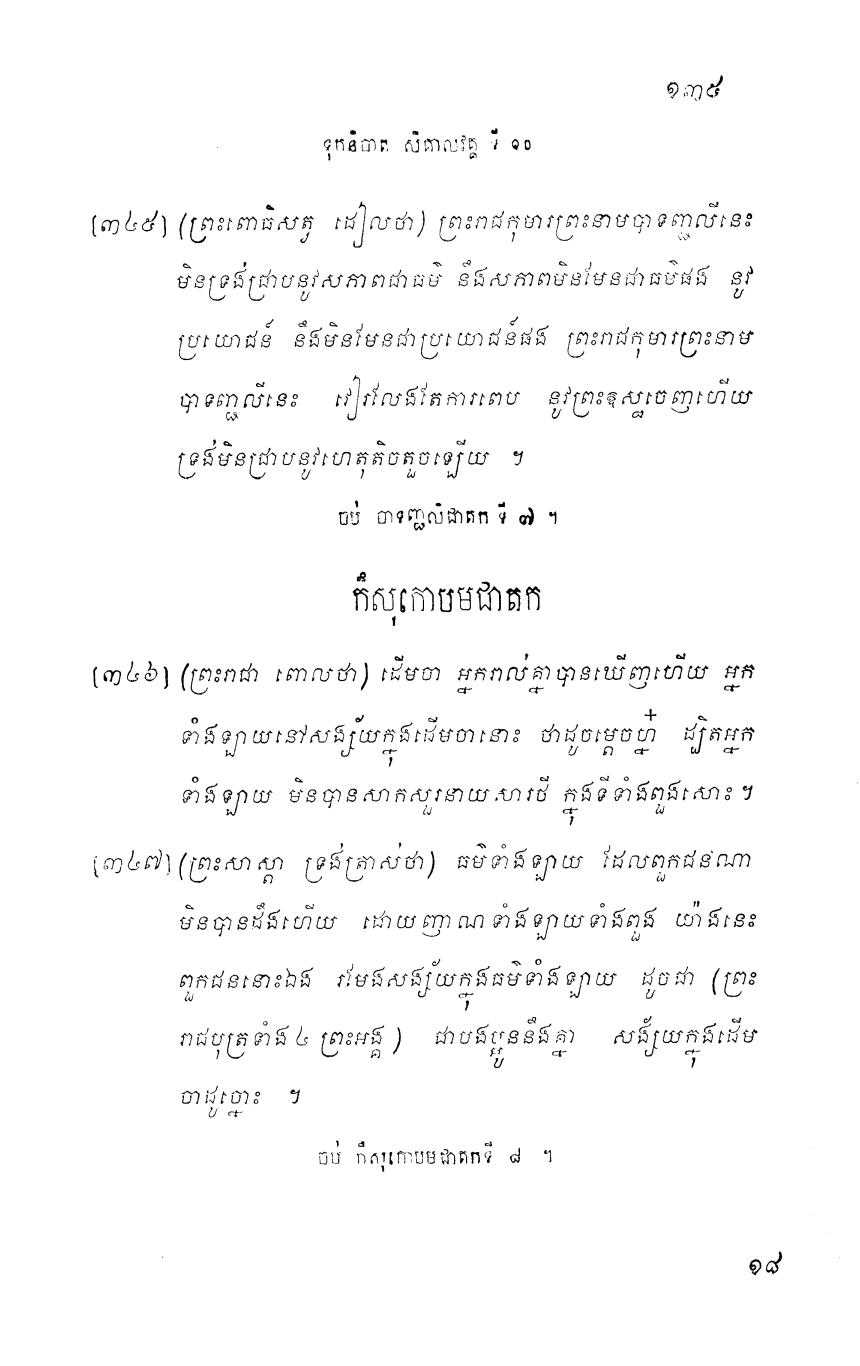 ១៣៥
ទុកនិបាត សិគាលវគ្គ ទី ១០
[៣៤៥] (ព្រះពោធិសត្វ ដៀលថា) ព្រះរាជកុមារព្រះនាមបាទញ្ជលីនេះ
មិនទ្រង់ជ្រាបនូវសភាពជាធម៌ នឹងសភាពមិនមែនជាធម៌ផង នូវ
ប្រយោជន៍ នឹងមិនមែនជាប្រយោជន៍ផង ព្រះរាជកុមារព្រះនាម
បាទញ្ជលីនេះ វៀរលែងតែការពេប នូវព្រះឱស្ឋចេញហើយ
ទ្រង់មិនជ្រាបនូវហេតុតិចតួចឡើយ ។
ចប់ បាទញ្ជលិជាតក ទី ៧ ។
កឹសុកោបមជាតក
[៣៤៦] (ព្រះរាជា ពោលថា) ដើមចា អ្នករាល់គ្នាបានឃើញហើយ អ្នក
ទាំងឡាយនៅសង្ស័យក្នុងដើមចានោះ ថាដូចម្តេចហ្ន៎ ដ្បិតអ្នក
ទាំងឡាយ មិនបានសាកសួរនាយសារថី ក្នុងទីទាំងពួងសោះ ។
[៣៤៧] (ព្រះសាស្តា ទ្រង់ត្រាស់ថា) ធម៌ទាំងឡាយ ដែលពួកជនណា
មិនបានដឹងហើយ ដោយញាណទាំងឡាយទាំងពួង យ៉ាងនេះ
ពួកជននោះឯង រមែងសង្ស័យក្នុងធម៌ទាំងឡាយ ដូចជា (ព្រះ
រាជបុត្រទាំង ៤ ព្រះអង្គ) ជាបងប្អូននឹងគ្នា សង្ស័យក្នុងដើម
ចាដូច្នោះ ។
ចប់ កឹសុកោបមជាតកទី ៨ ។
១៨